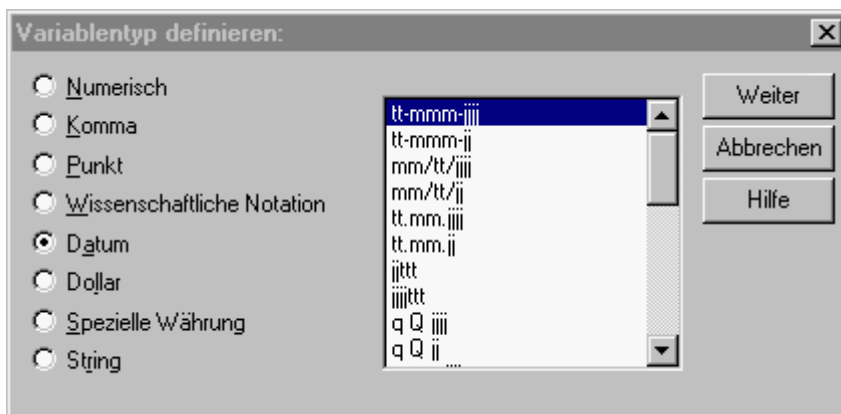 Variablentyp definieren:
Numerisch
Komma
Punkt
Wissenschaftliche Notation
Datum
Dollar
Spezielle Währung
String
tt-mmm-jjjj
tt-mmm-jj
mm/tt/jjjj
mm/tt/jj
tt.mm.jjjj
tt.mm.jj
jjttt
jjjjttt
q Q jjjj
q Q jj
Weiter
Abbrechen
Hilfe